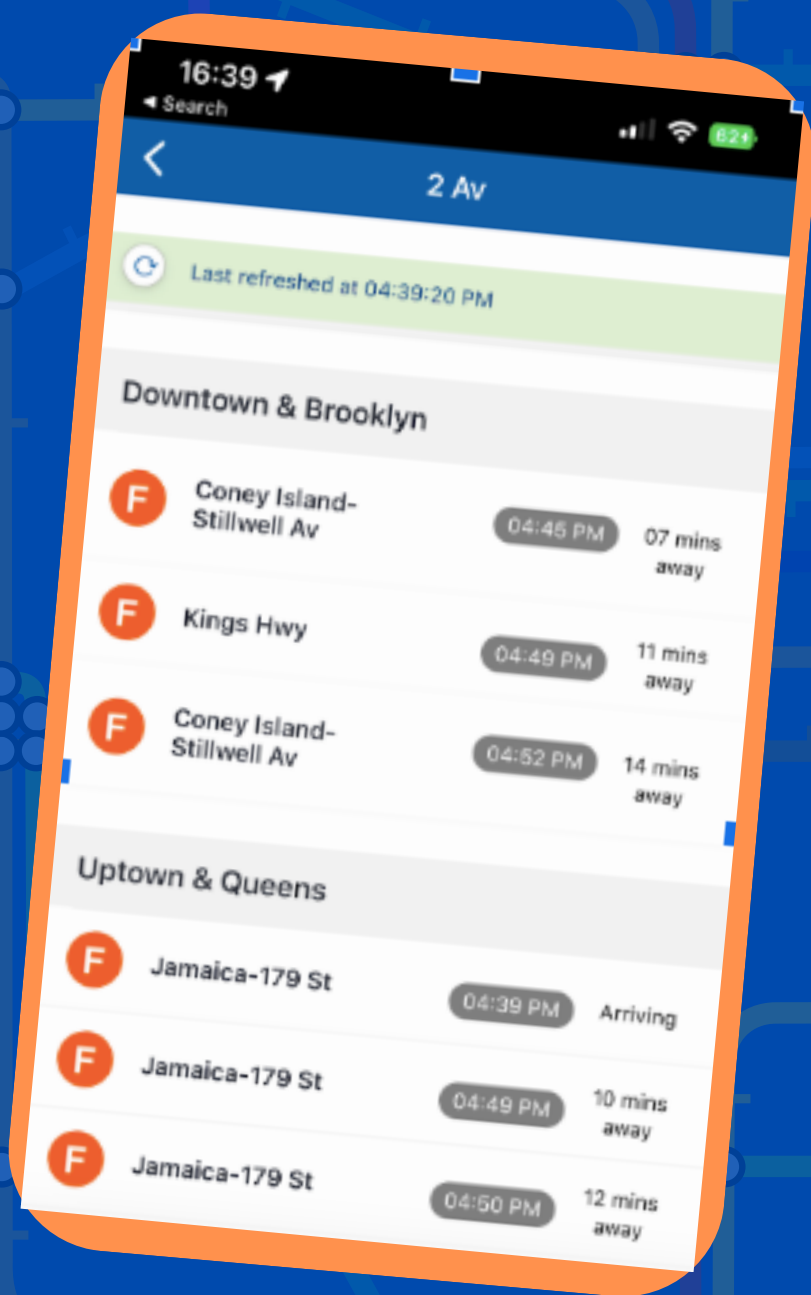 16:39
◀ Search
62
2 Av
Last refreshed at 04:39:20 PM
Downtown & Brooklyn
F Coney Island-
Stillwell Av
04:45 PM 07 mins
away
F Kings Hwy 04:49 PM 11 mins
away
F Coney Island-
Stillwell Av
04:52 PM 14 mins
away
Uptown & Queens
F Jamaica-179 St 04:39 PM Arriving
F Jamaica-179 St 04:49 PM 10 mins
away
F Jamaica-179 St 04:50 PM 12 mins
away